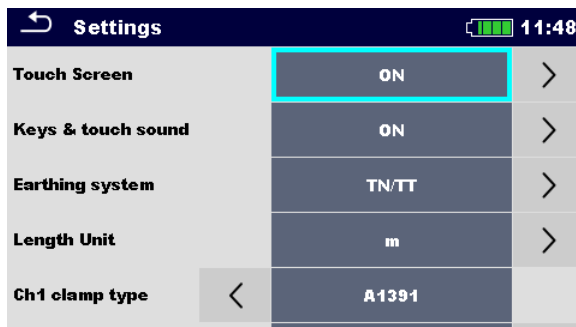 Settings 11:48
Touch Screen ON
Keys & touch sound ON
Earthing system TN/TT
Length Unit m
Ch1 clamp type A1391